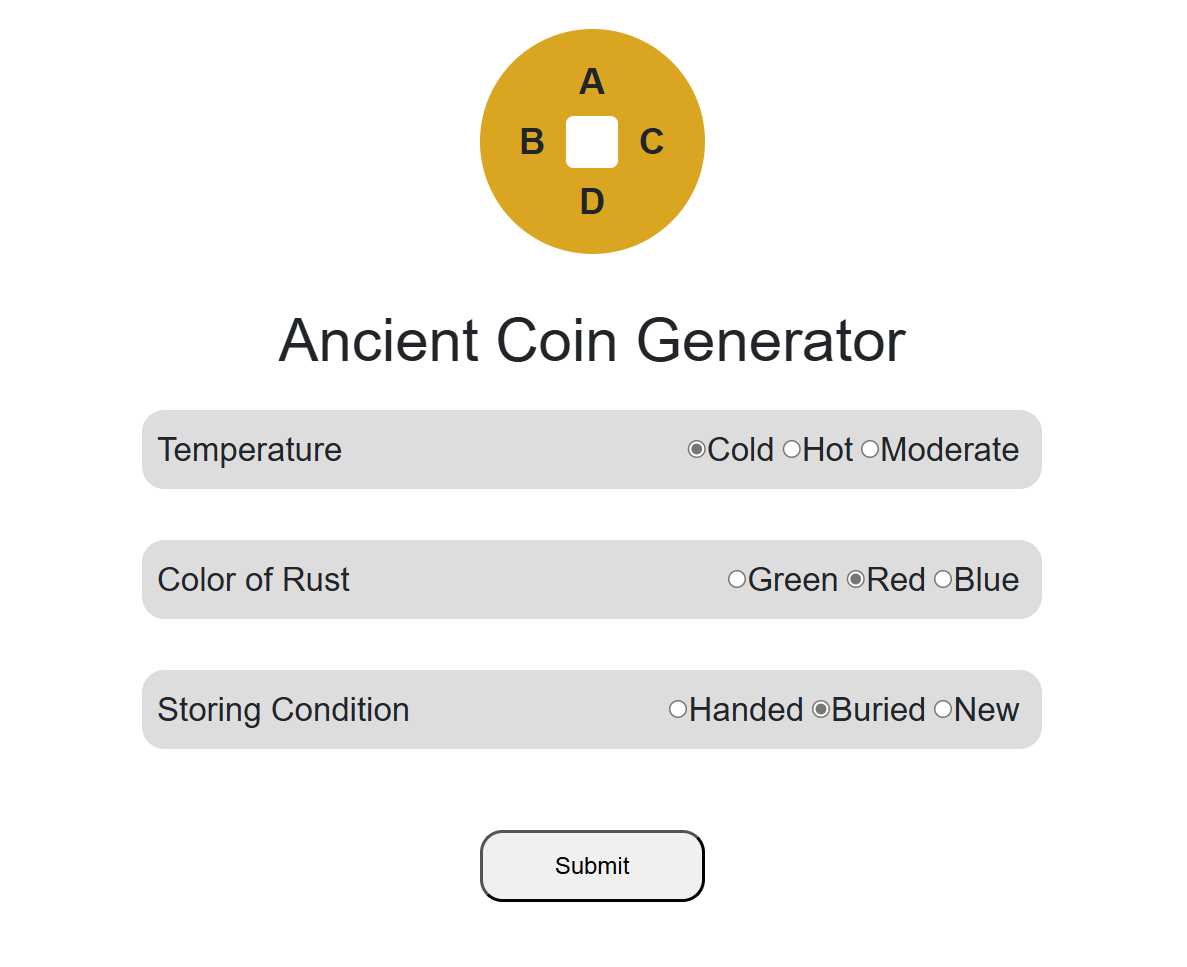 A
B C
D
Ancient Coin Generator
Temperature Cold Hot Moderate
Color of Rust Green Red Blue
Storing Condition Handed Buried New
Submit